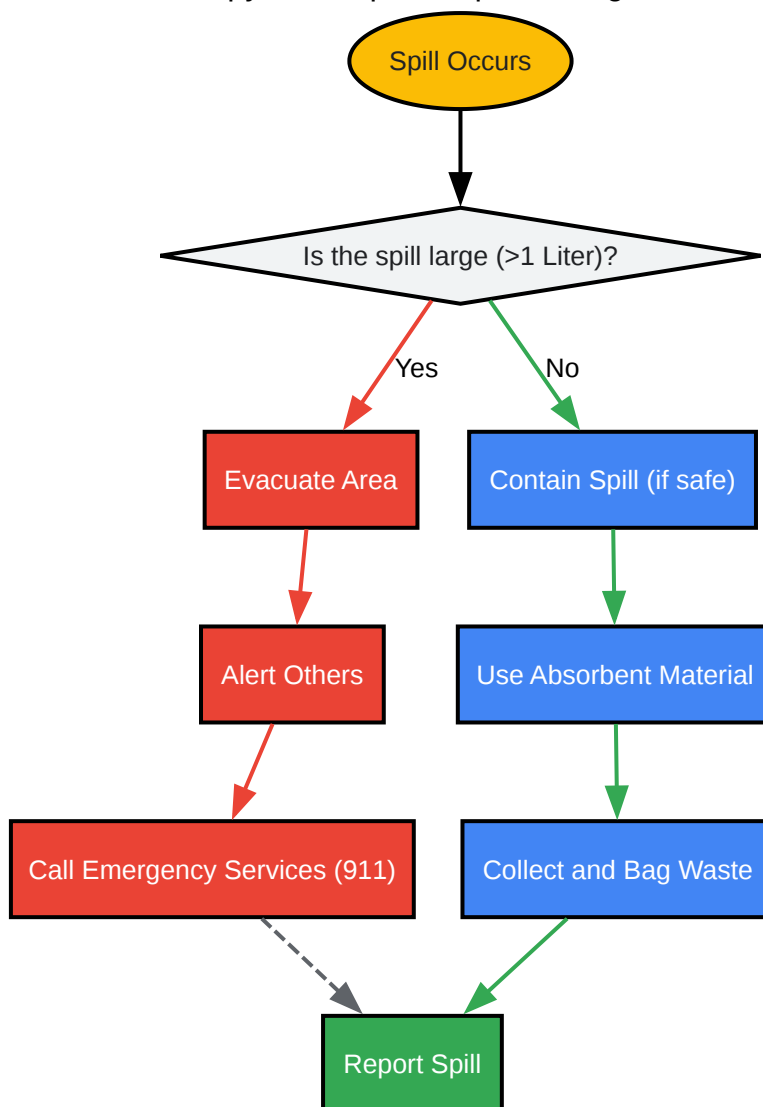 Spill Occurs
Is the spill large (>1 Liter)?
Yes
No
Evacuate Area
Contain Spill (if safe)
Alert Others
Use Absorbent Material
Call Emergency Services (911)
Collect and Bag Waste
Report Spill